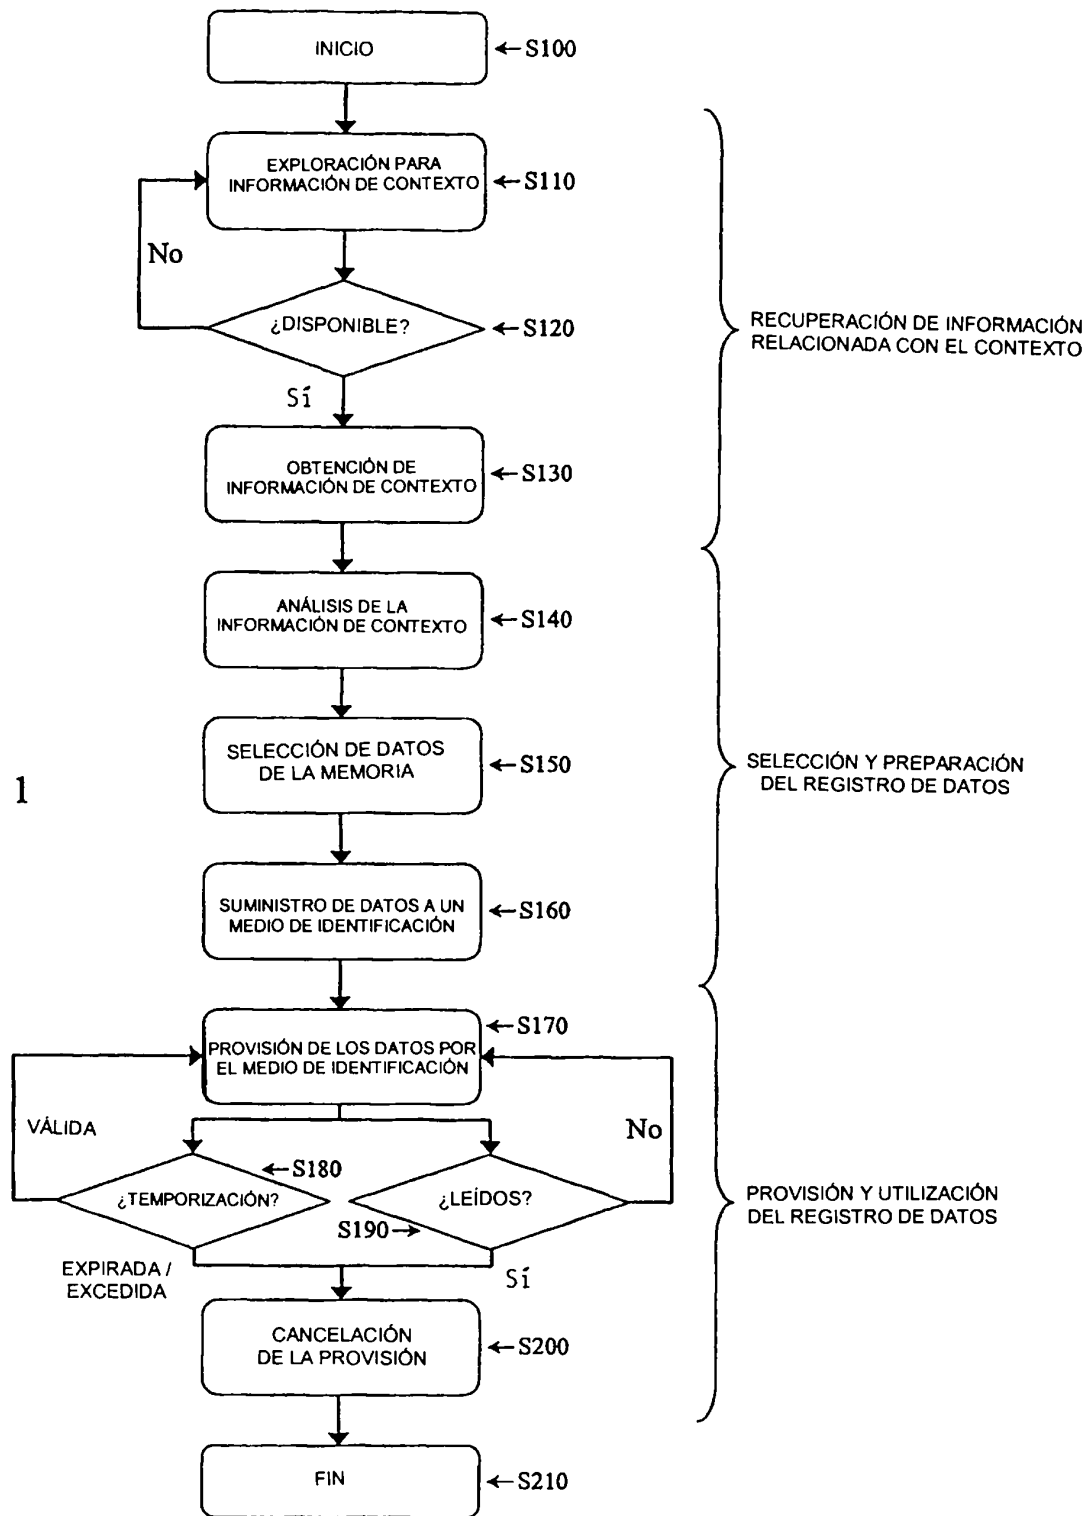 INICIO
←S100
EXPLORACIÓN PARA
INFORMACIÓN DE CONTEXTO
←S110
No
¿DISPONIBLE?
←S120
Sí
RECUPERACIÓN DE INFORMACIÓN
RELACIONADA CON EL CONTEXTO
OBTENCIÓN DE
INFORMACIÓN DE CONTEXTO
←S130
ANÁLISIS DE LA
INFORMACIÓN DE CONTEXTO
←S140
SELECCIÓN DE DATOS
DE LA MEMORIA
←S150
1
SELECCIÓN Y PREPARACIÓN
DEL REGISTRO DE DATOS
SUMINISTRO DE DATOS A UN
MEDIO DE IDENTIFICACIÓN
←S160
PROVISIÓN DE LOS DATOS POR
EL MEDIO DE IDENTIFICACIÓN
←S170
VÁLIDA
No
¿TEMPORIZACIÓN?
←S180
¿LEÍDOS?
S190→
PROVISIÓN Y UTILIZACIÓN
DEL REGISTRO DE DATOS
EXPIRADA /
EXCEDIDA
Sí
CANCELACIÓN
DE LA PROVISIÓN
←S200
FIN
←S210